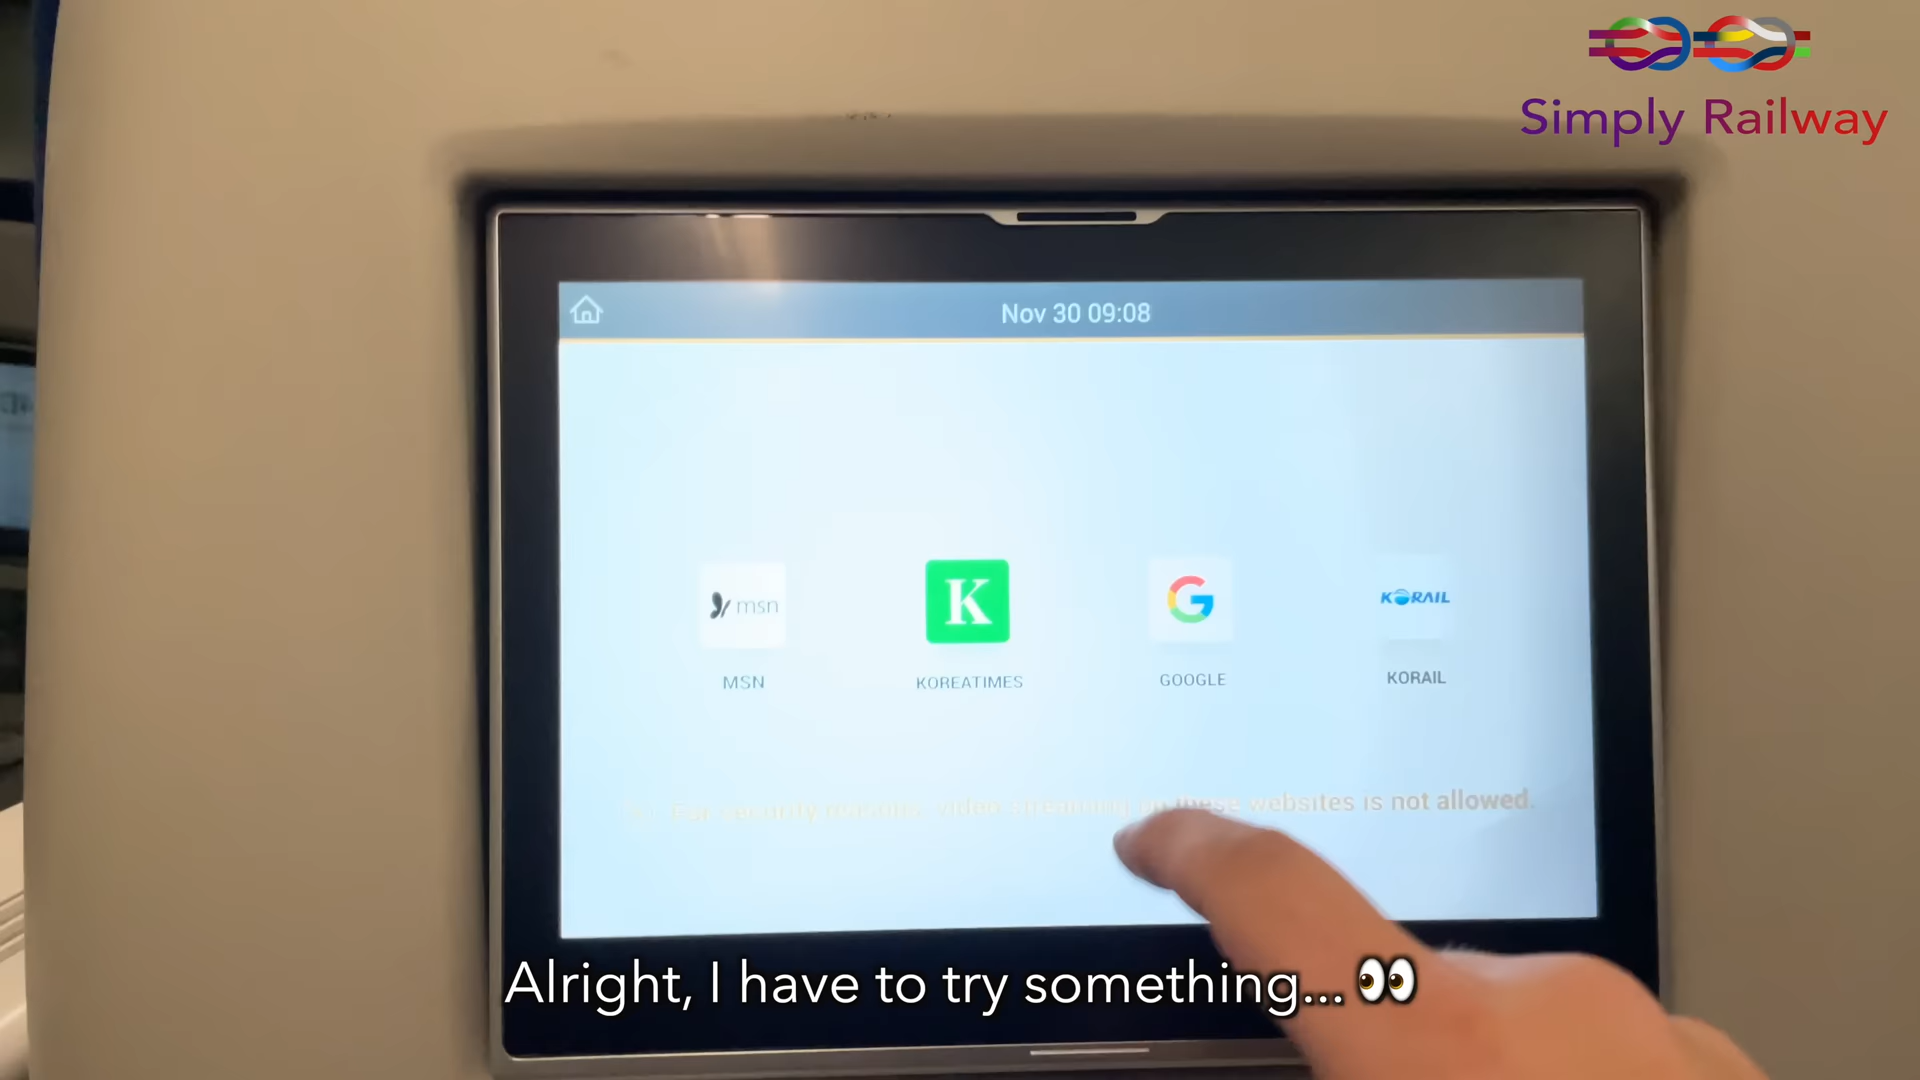 Simply Railway
Nov 30 09:08
msn
K
G
KORAIL
MSN
KOREATIMES
GOOGLE
KORAIL
For security reasons, video streaming on these websites is not allowed.
Alright, I have to try something...👀